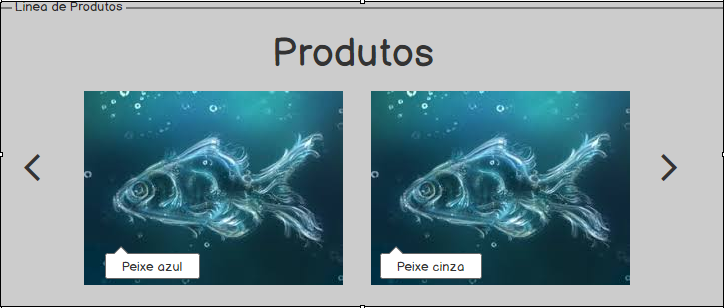 Linea de Produtos
Produtos
Peixe azul
Peixe cinza